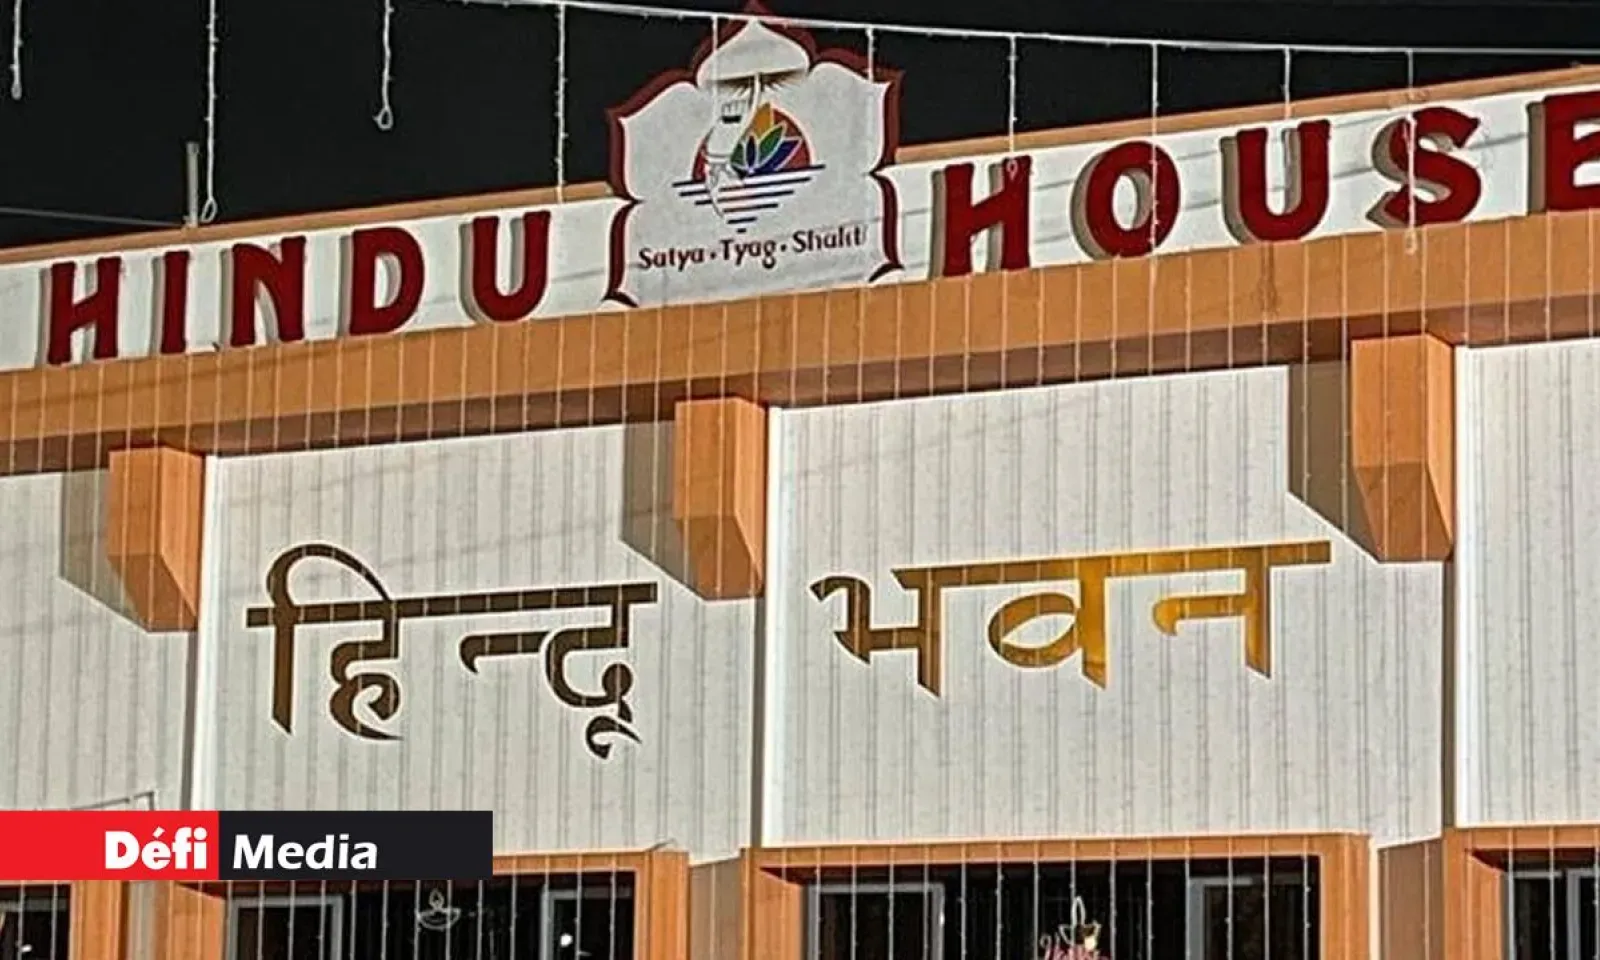 HINDU HOUSE
Satya • Tyag • Shakti
हिन्दू भवन
Défi Media